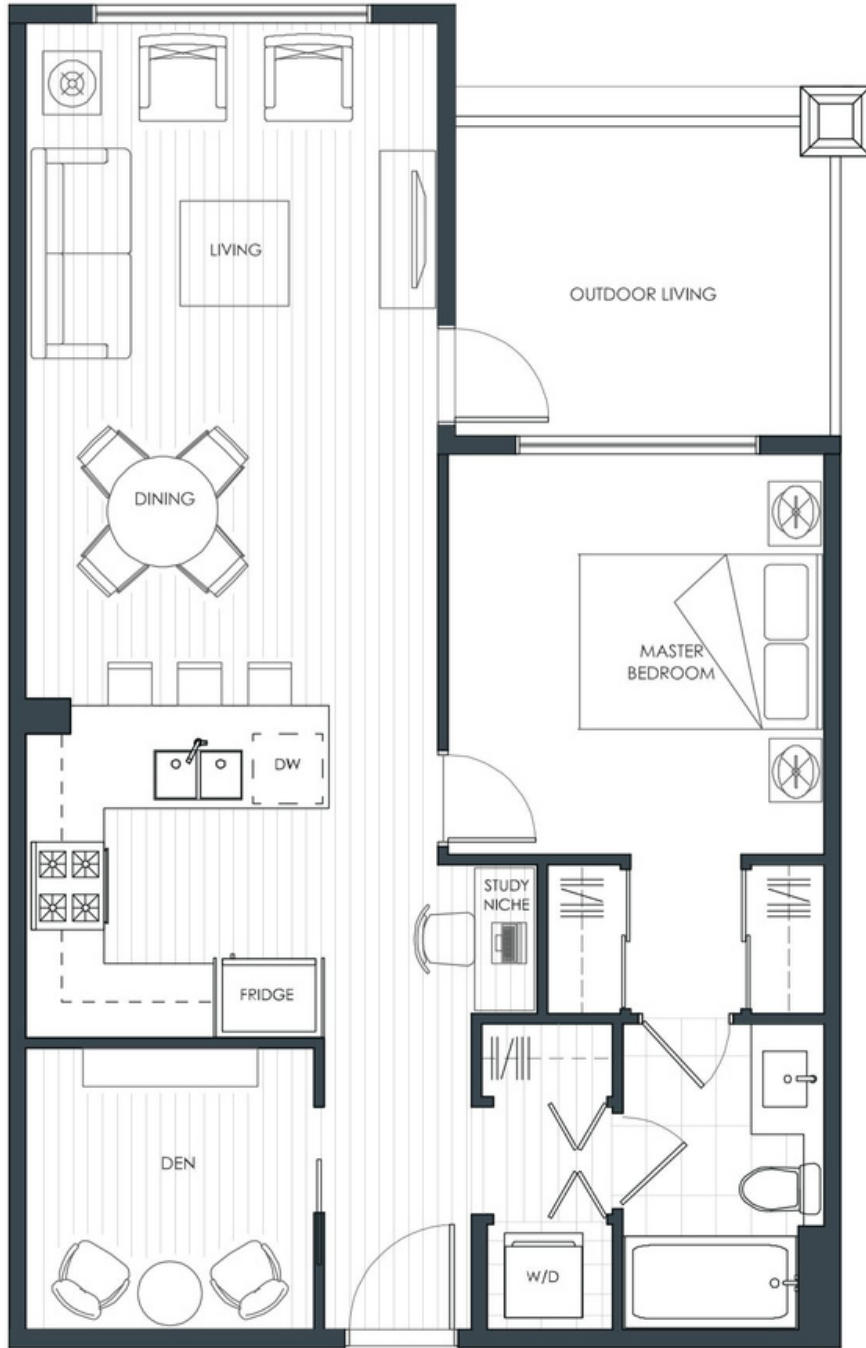 LIVING
OUTDOOR LIVING
DINING
MASTER
BEDROOM
DW
STUDY
NICHE
FRIDGE
DEN
W/D